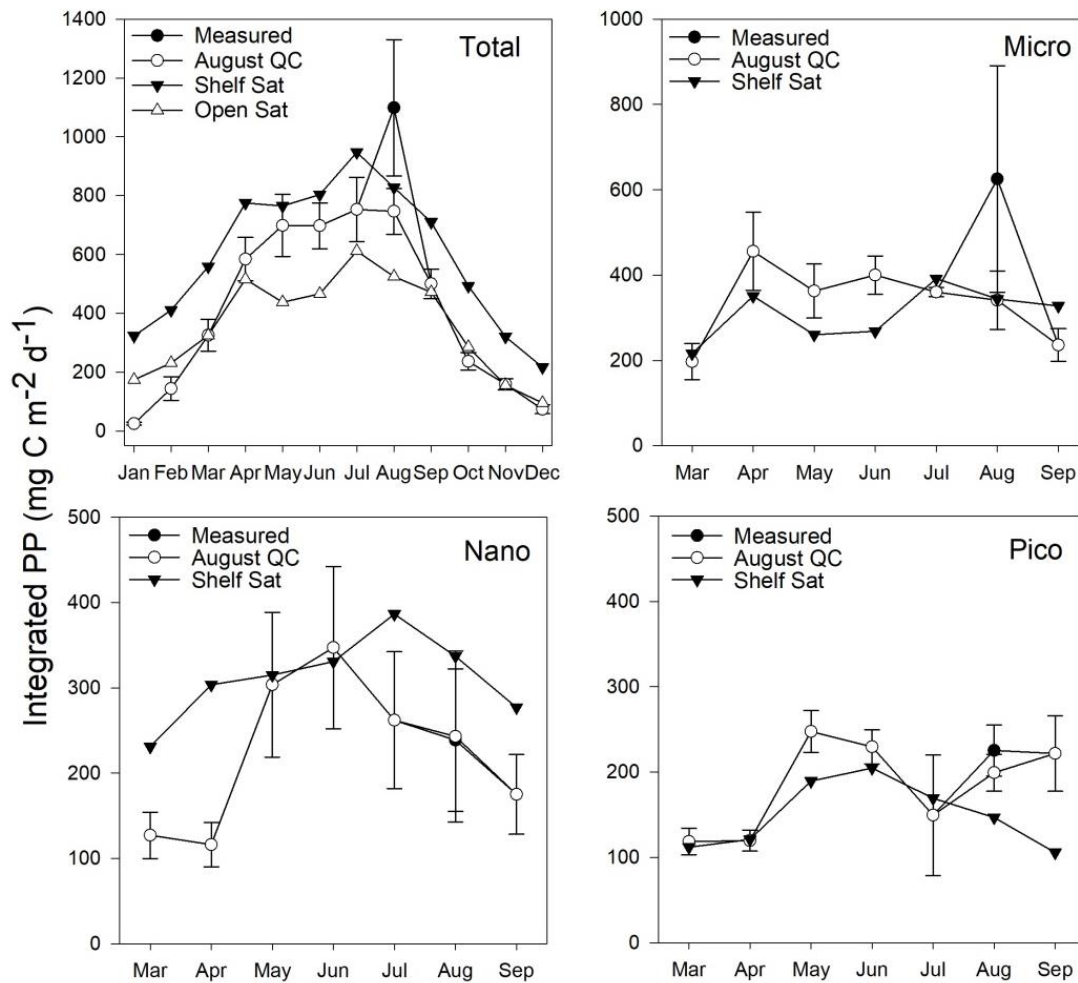 Integrated PP (mg C m⁻² d⁻¹)
1400
1200
1000
800
600
400
200
0
Measured
August QC
Shelf Sat
Open Sat
Total
Jan Feb Mar Apr May Jun Jul Aug Sep Oct Nov Dec
1000
800
600
400
200
0
Measured
August QC
Shelf Sat
Micro
Mar Apr May Jun Jul Aug Sep
500
400
300
200
100
0
Measured
August QC
Shelf Sat
Nano
Mar Apr May Jun Jul Aug Sep
500
400
300
200
100
0
Measured
August QC
Shelf Sat
Pico
Mar Apr May Jun Jul Aug Sep